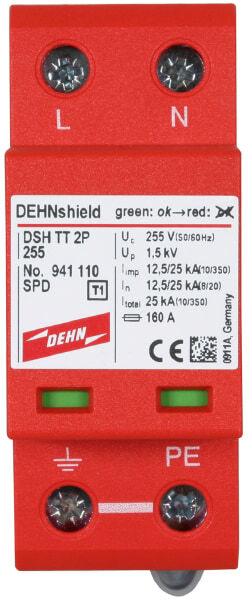 L N
DEHNshield green: ok→red:
DSH TT 2P
255
No. 941 110
SPD T1
Uc 255 V(50/60Hz)
Up 1,5 kV
Iimp 12,5/25 kA(10/350)
In 12,5/25 kA(8/20)
Itotal 25 kA(10/350)
160 A
DEHN
CE
0911A, Germany
PE